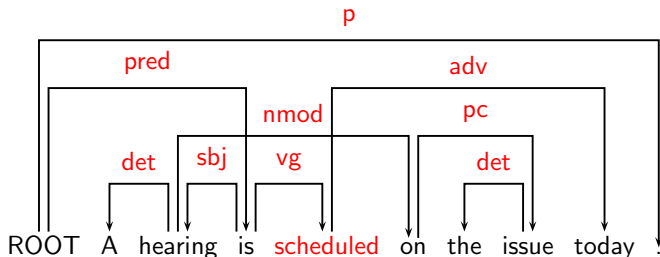 p
pred adv
nmod pc
det sbj vg det
ROOT A hearing is scheduled on the issue today .